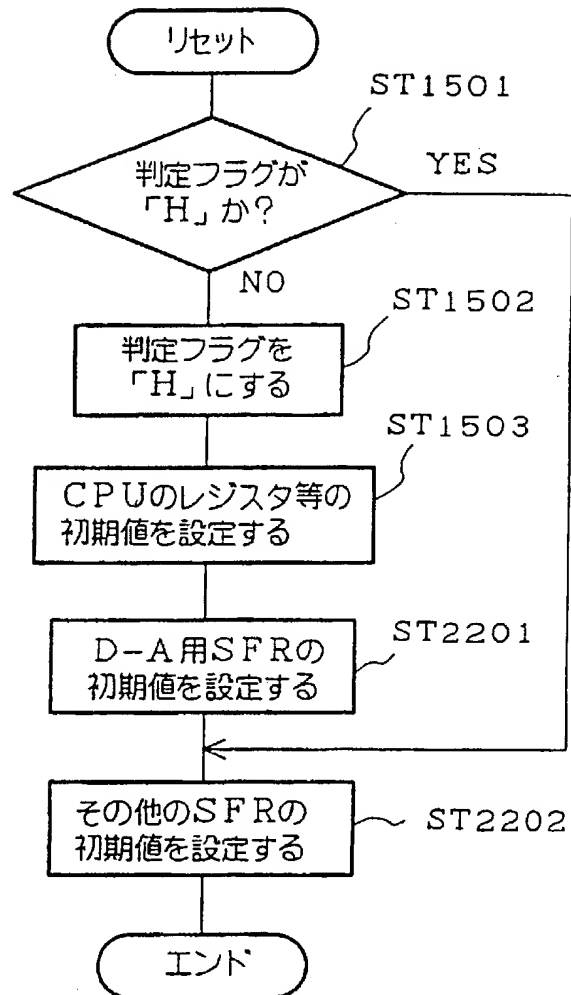 リセット
ST1501
判定フラグが
「H」か?
YES
NO
ST1502
判定フラグを
「H」にする
ST1503
CPUのレジスタ等の
初期値を設定する
ST2201
D-A用SFRの
初期値を設定する
その他のSFRの
初期値を設定する
ST2202
エンド